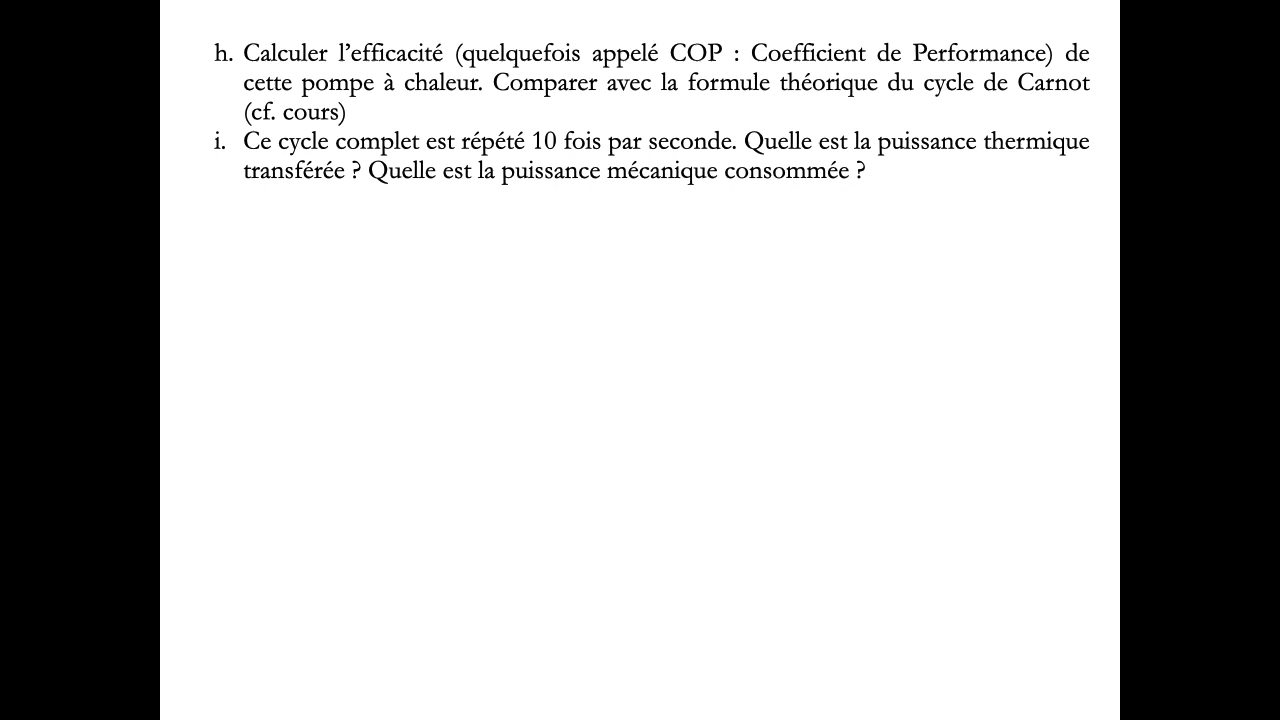 h. Calculer l’efficacité (quelquefois appelé COP : Coefficient de Performance) de
cette pompe à chaleur. Comparer avec la formule théorique du cycle de Carnot
(cf. cours)
i. Ce cycle complet est répété 10 fois par seconde. Quelle est la puissance thermique
transférée ? Quelle est la puissance mécanique consommée ?